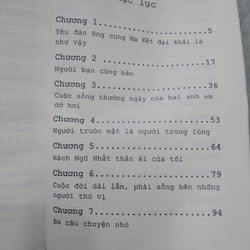 lục
Chương 1 5
Yêu đàn ông cung Ma Kết đại khái là
như vậy
Chương 2 17
Người bạn cùng bàn
Chương 3 36
Cuộc sống thường ngày của hai anh em
dở hơi
Chương 4 53
Người trước mặt là người trong lòng
Chương 5 64
Hách Ngũ Nhất thân ái của tôi
Chương 6 79
Cuộc đời dài lắm, phải sống bên những
người thú vị
Chương 7 94
Ba câu chuyện nhỏ